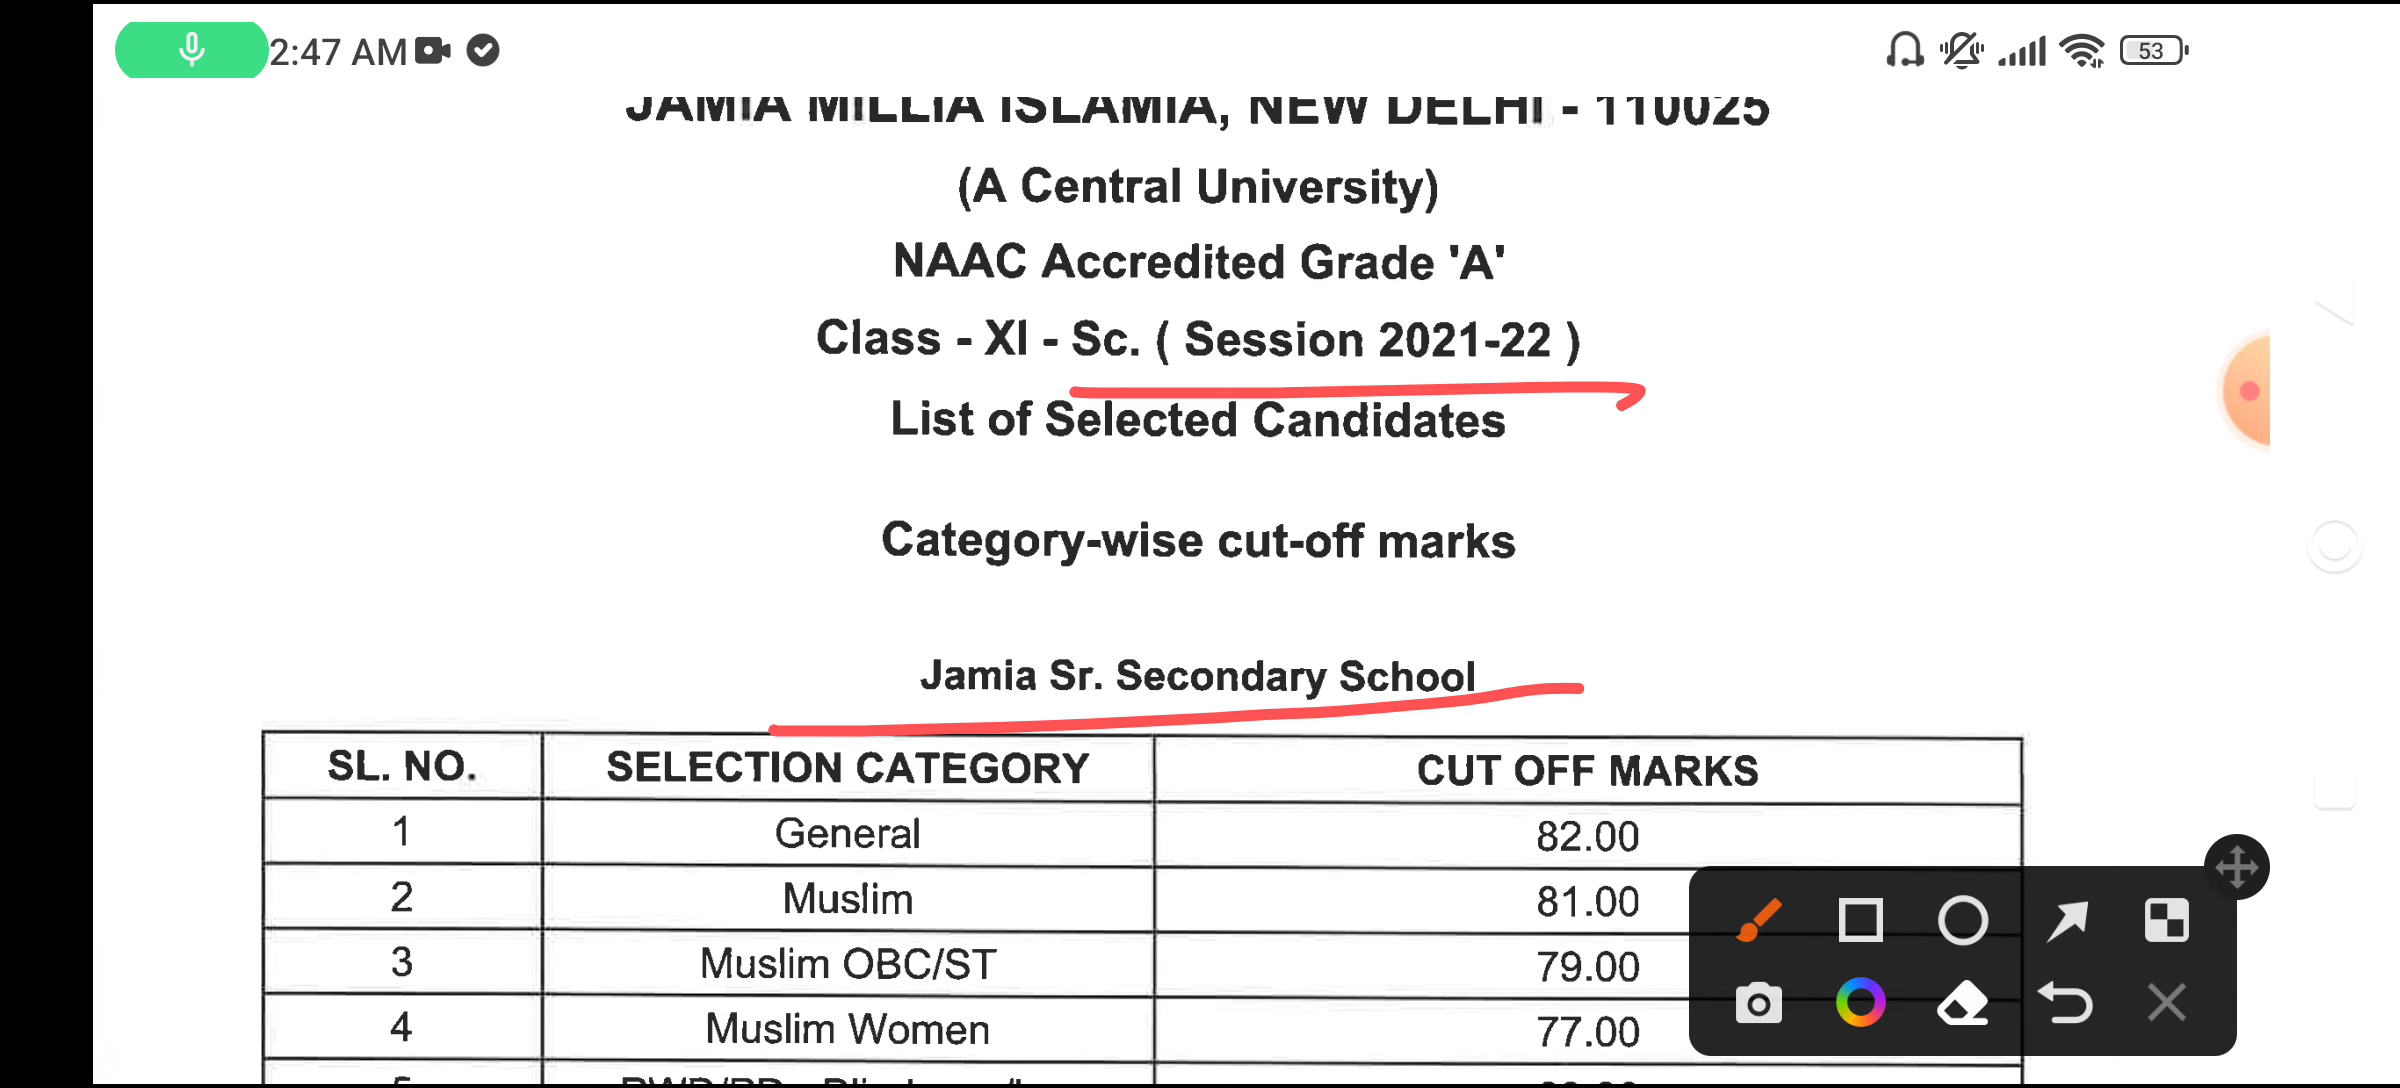 2:47 AM
53
JAMIA MILLIA ISLAMIA, NEW DELHI - 110025
(A Central University)
NAAC Accredited Grade 'A'
Class - XI - Sc. ( Session 2021-22 )
List of Selected Candidates
Category-wise cut-off marks
Jamia Sr. Secondary School
SL. NO. SELECTION CATEGORY CUT OFF MARKS
1 General 82.00
2 Muslim 81.00
3 Muslim OBC/ST 79.00
4 Muslim Women 77.00